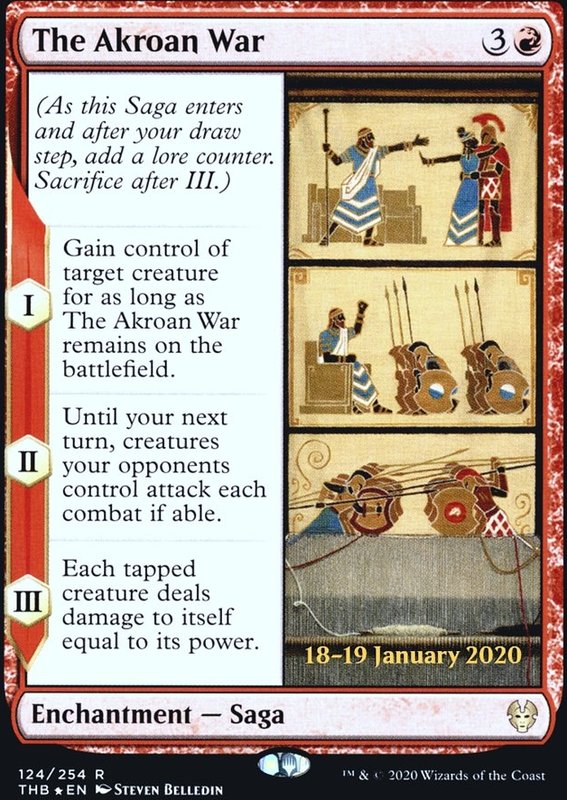 The Akroan War 3
(As this Saga enters
and after your draw
step, add a lore counter.
Sacrifice after III.)
I
Gain control of
target creature
for as long as
The Akroan War
remains on the
battlefield.
II
Until your next
turn, creatures
your opponents
control attack each
combat if able.
III
Each tapped
creature deals
damage to itself
equal to its power.
18–19 January 2020
Enchantment — Saga
124/254 R
THB ★ EN Steven Belledin
™ & © 2020 Wizards of the Coast